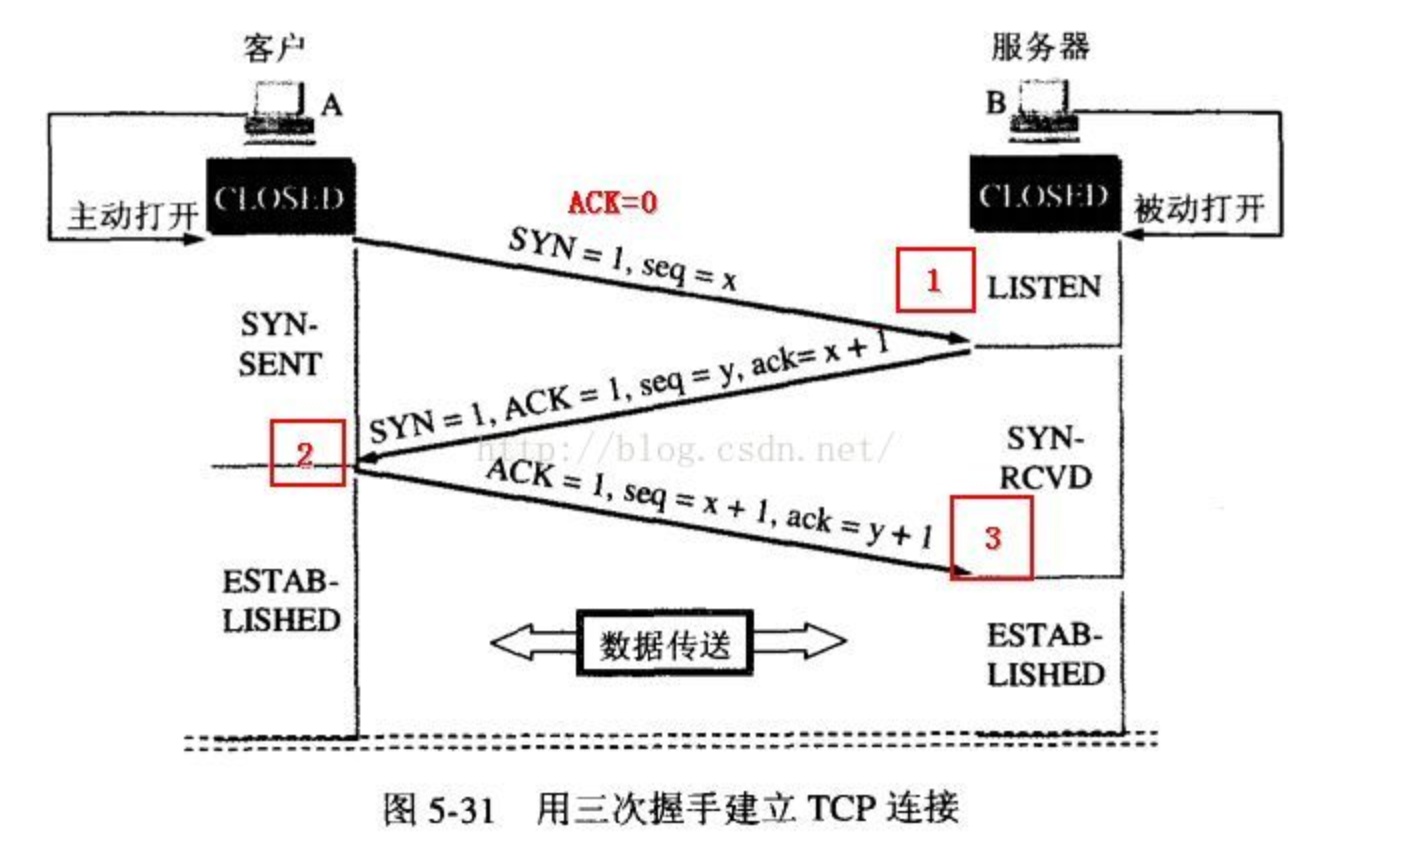 客户
服务器
A
B
CLOSED
CLOSED
主动打开
被动打开
ACK=0
SYN = 1, seq = x
1
LISTEN
SYN-
SENT
SYN = 1, ACK = 1, seq = y, ack= x + 1
2
http://blog.csdn.net/
SYN-
RCVD
ACK = 1, seq = x + 1, ack = y + 1
3
ESTAB-
LISHED
数据传送
ESTAB-
LISHED
图 5-31 用三次握手建立 TCP 连接